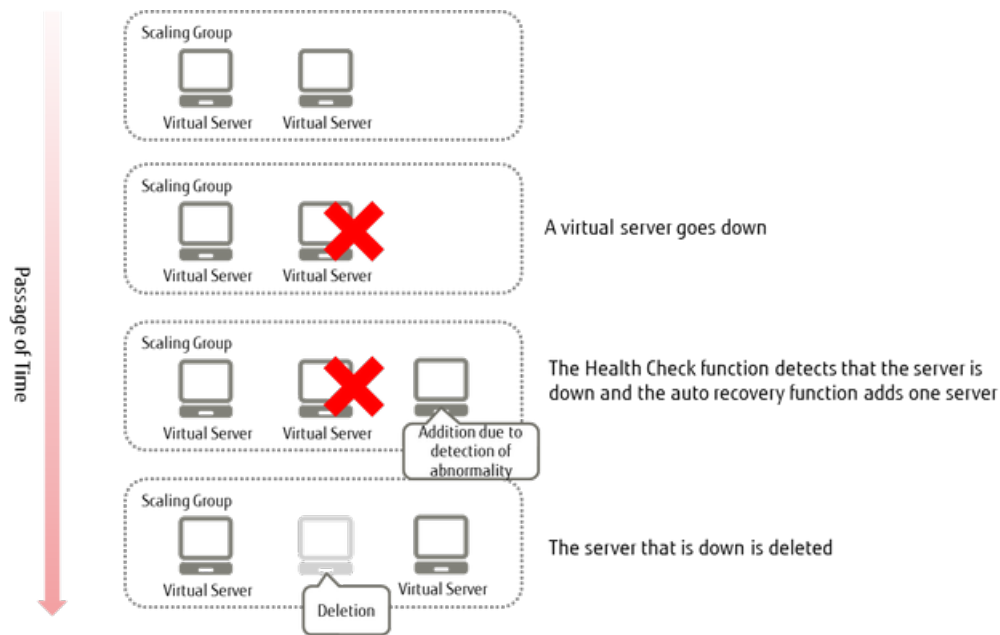 Passage of Time
Scaling Group
Virtual Server
Virtual Server
Scaling Group
Virtual Server
Virtual Server
A virtual server goes down
Scaling Group
Virtual Server
Virtual Server
Addition due to
detection of
abnormality
The Health Check function detects that the server is
down and the auto recovery function adds one server
Scaling Group
Virtual Server
Deletion
Virtual Server
The server that is down is deleted